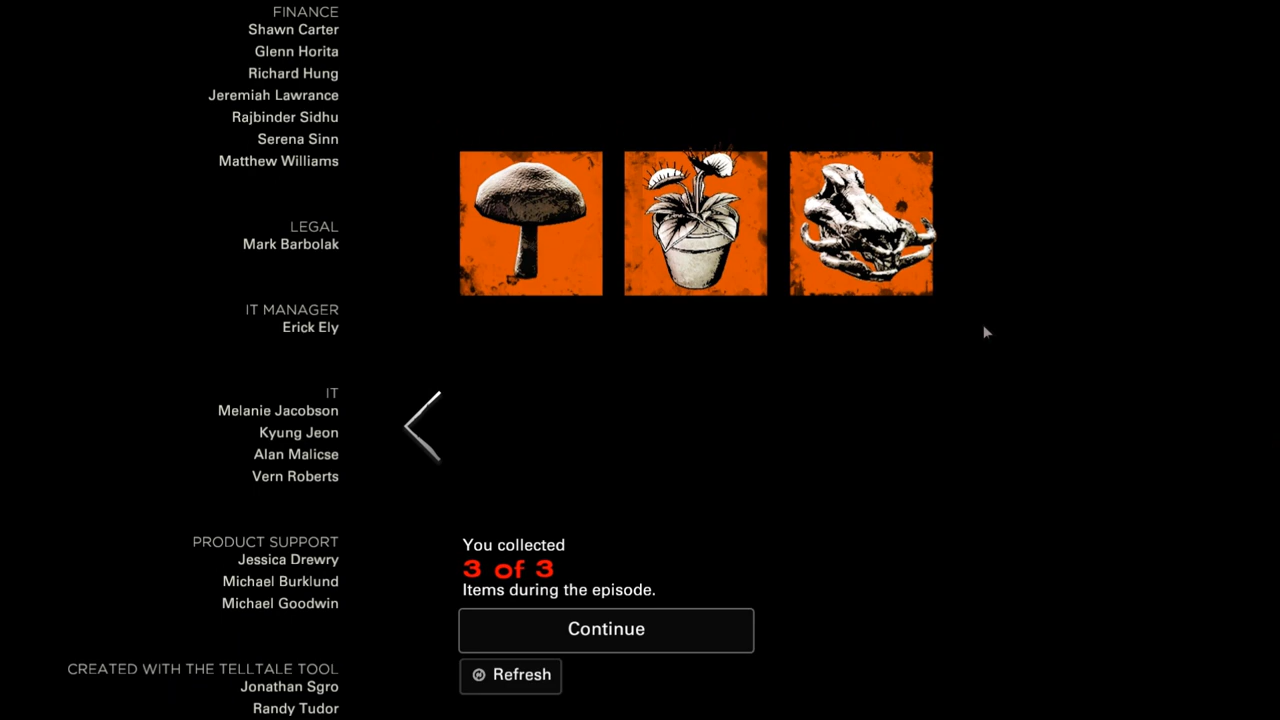 FINANCE
Shawn Carter
Glenn Horita
Richard Hung
Jeremiah Lawrance
Rajbinder Sidhu
Serena Sinn
Matthew Williams
LEGAL
Mark Barbolak
IT MANAGER
Erick Ely
IT
Melanie Jacobson
Kyung Jeon
Alan Malicse
Vern Roberts
PRODUCT SUPPORT
Jessica Drewry
Michael Burklund
Michael Goodwin
CREATED WITH THE TELLTALE TOOL
Jonathan Sgro
Randy Tudor
You collected
3 of 3
Items during the episode.
Continue
Refresh